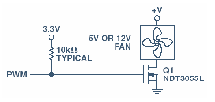 +V
3.3V
5V OR 12V
FAN
10kΩ
TYPICAL
PWM
Q1
NDT3055L